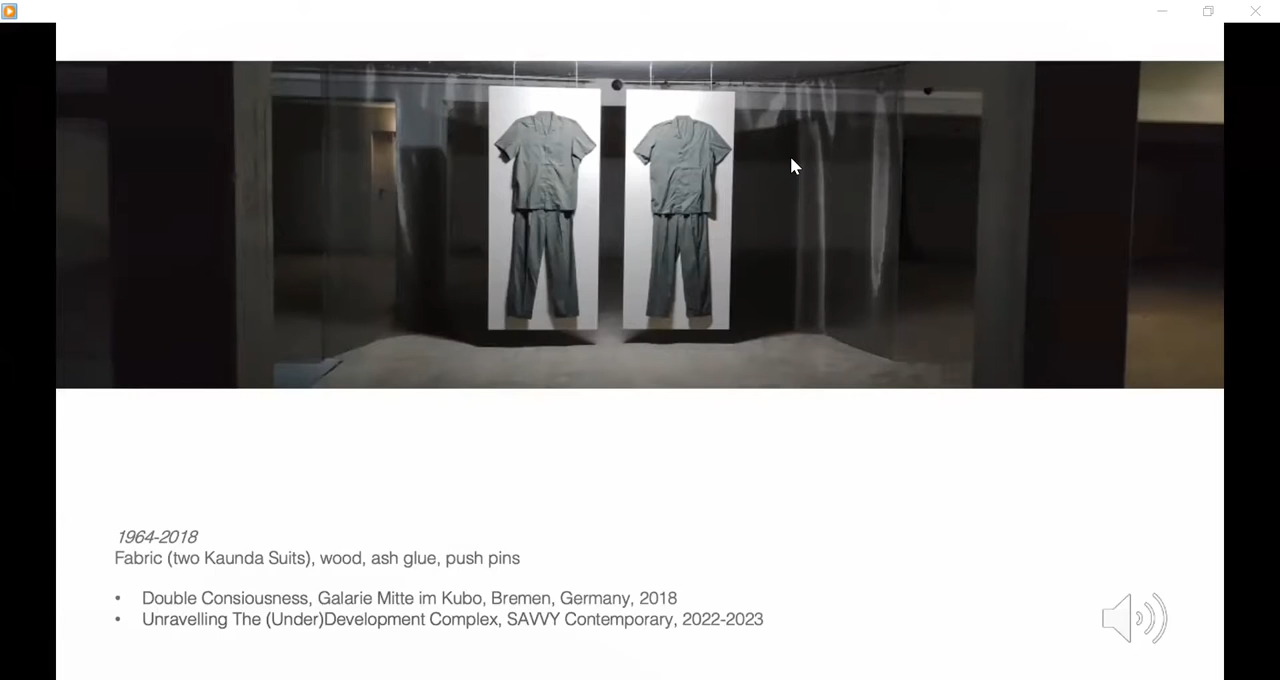 1964-2018
Fabric (two Kaunda Suits), wood, ash glue, push pins
• Double Consiousness, Galarie Mitte im Kubo, Bremen, Germany, 2018
• Unravelling The (Under)Development Complex, SAVVY Contemporary, 2022-2023